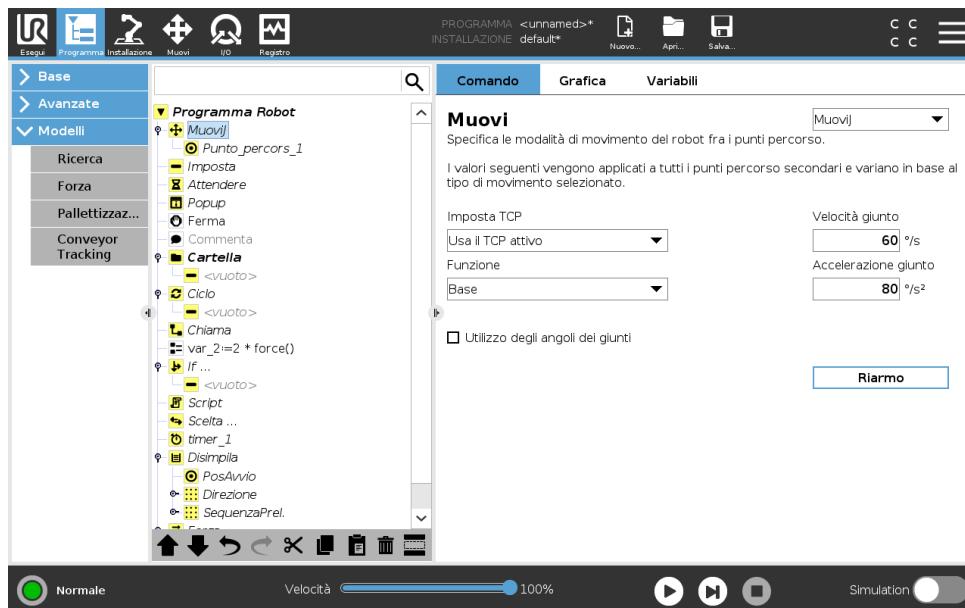 UR
PROGRAMMA <unnamed>*
INSTALLAZIONE default*
Esegui Programma Installazione Muovi I/O Registro
Nuovo... Apri... Salva...
C C
C C
Base
Avanzate
Modelli
Ricerca
Forza
Pallettizzaz...
Conveyor
Tracking
Programma Robot
MuoviJ
Punto_percors_1
Imposta
Attendere
Popup
Ferma
Commenta
Cartella
<vuoto>
Ciclo
<vuoto>
Chiama
var_2:=2 * force()
If ...
<vuoto>
Script
Scelta ...
timer_1
Disimpila
PosAvvio
Direzione
SequenzaPrel.
Comando Grafica Variabili
Muovi
MuoviJ
Specifica le modalità di movimento del robot fra i punti percorso.
I valori seguenti vengono applicati a tutti i punti percorso secondari e variano in base al
tipo di movimento selezionato.
Imposta TCP
Velocità giunto
Usa il TCP attivo
60 °/s
Funzione
Accelerazione giunto
Base
80 °/s²
Utilizzo degli angoli dei giunti
Riarmo
Normale
Velocità
100%
Simulation